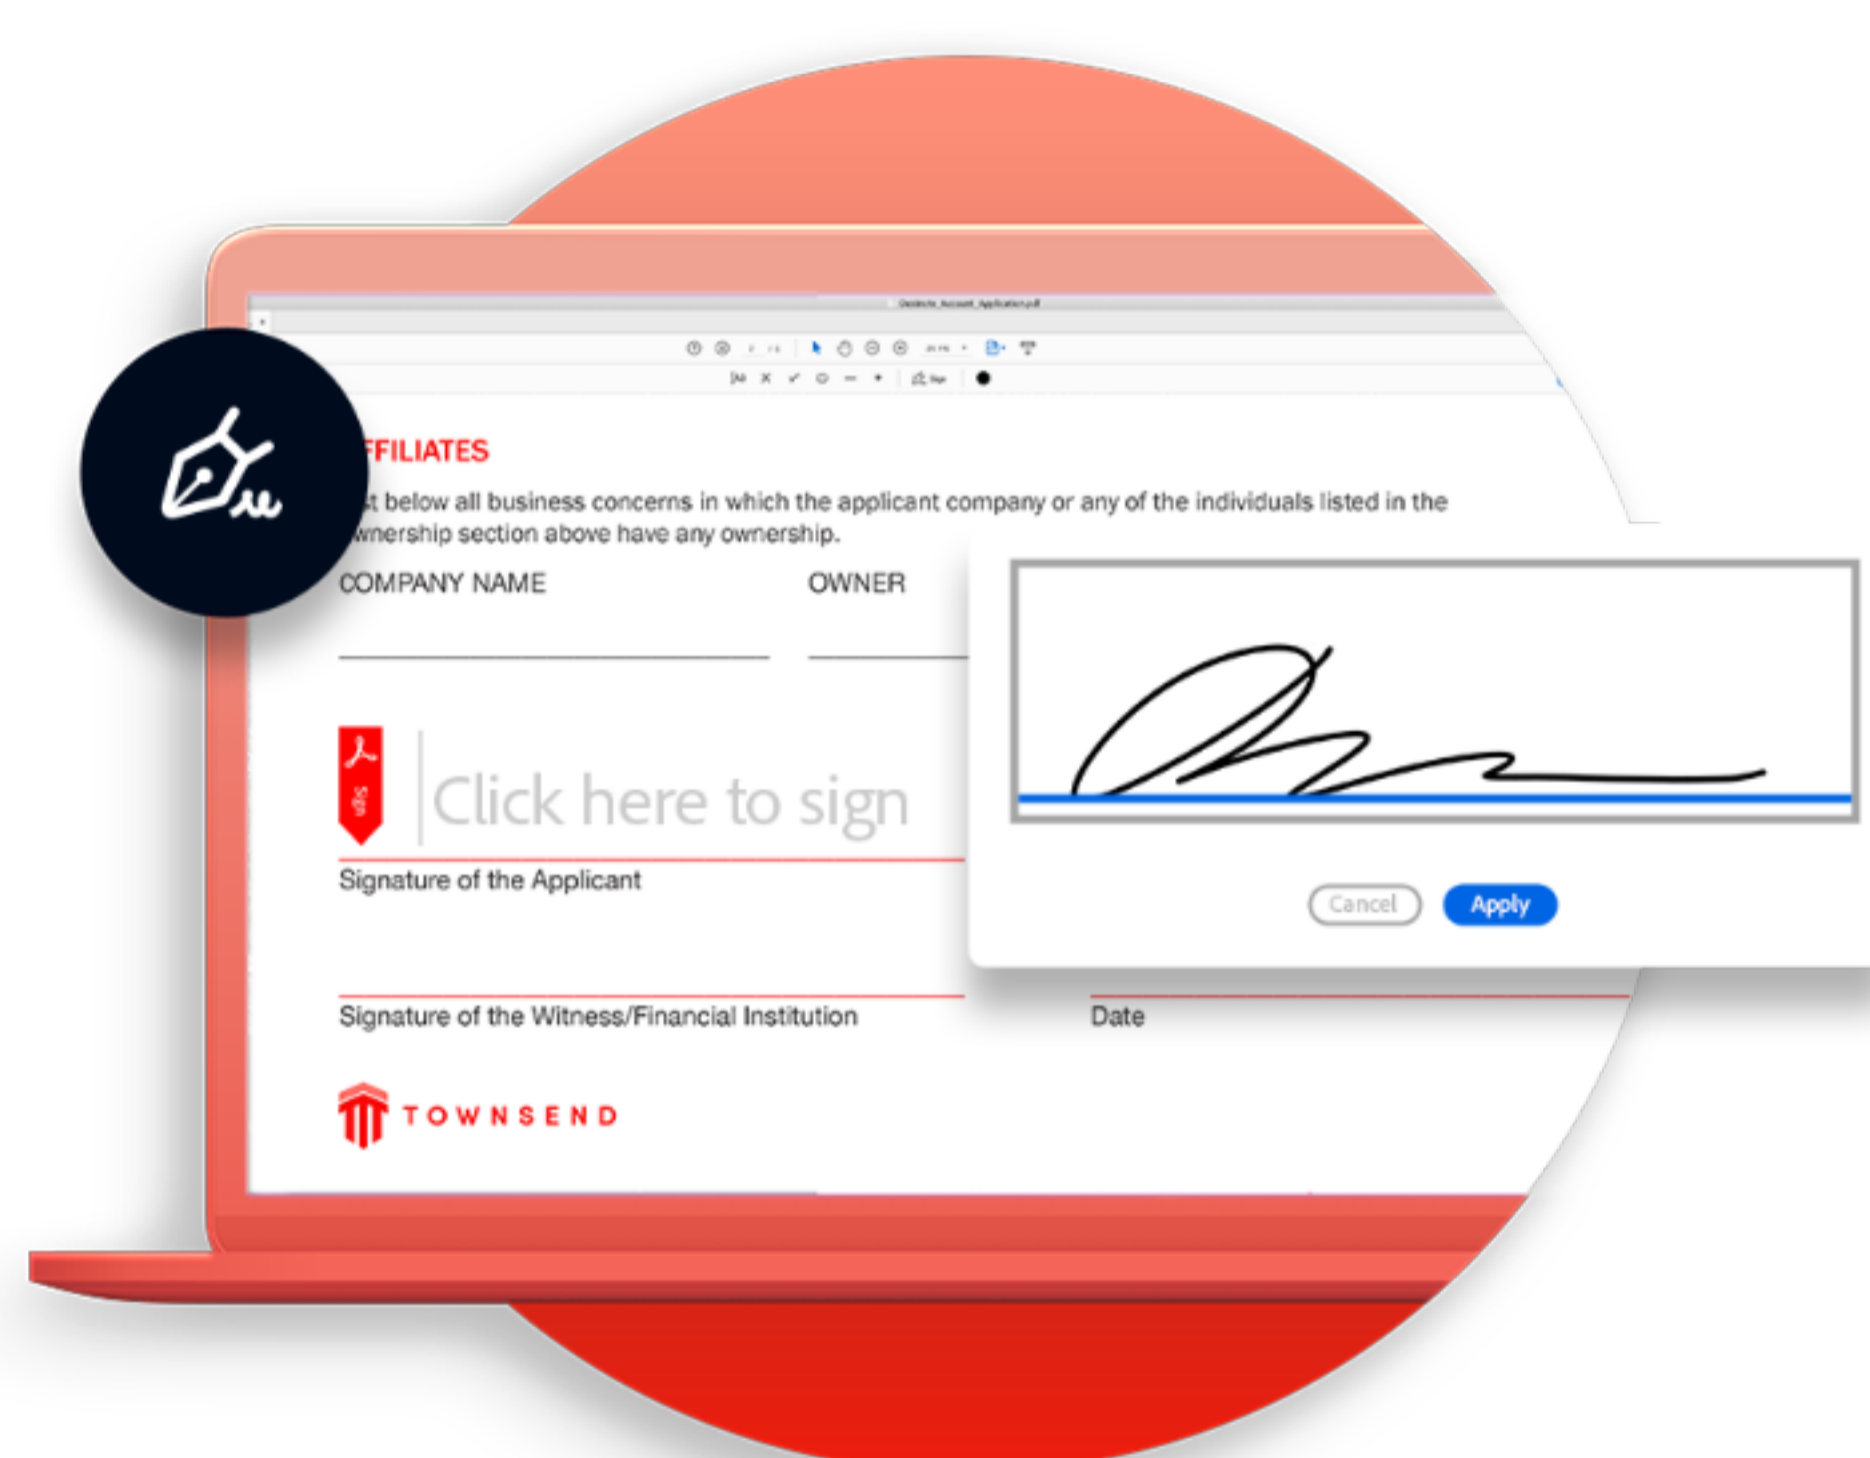 FFILIATES
st below all business concerns in which the applicant company or any of the individuals listed in the
wnership section above have any ownership.
COMPANY NAME
OWNER
Sign
Click here to sign
Signature of the Applicant
Cancel
Apply
Signature of the Witness/Financial Institution
Date
TOWNSEND